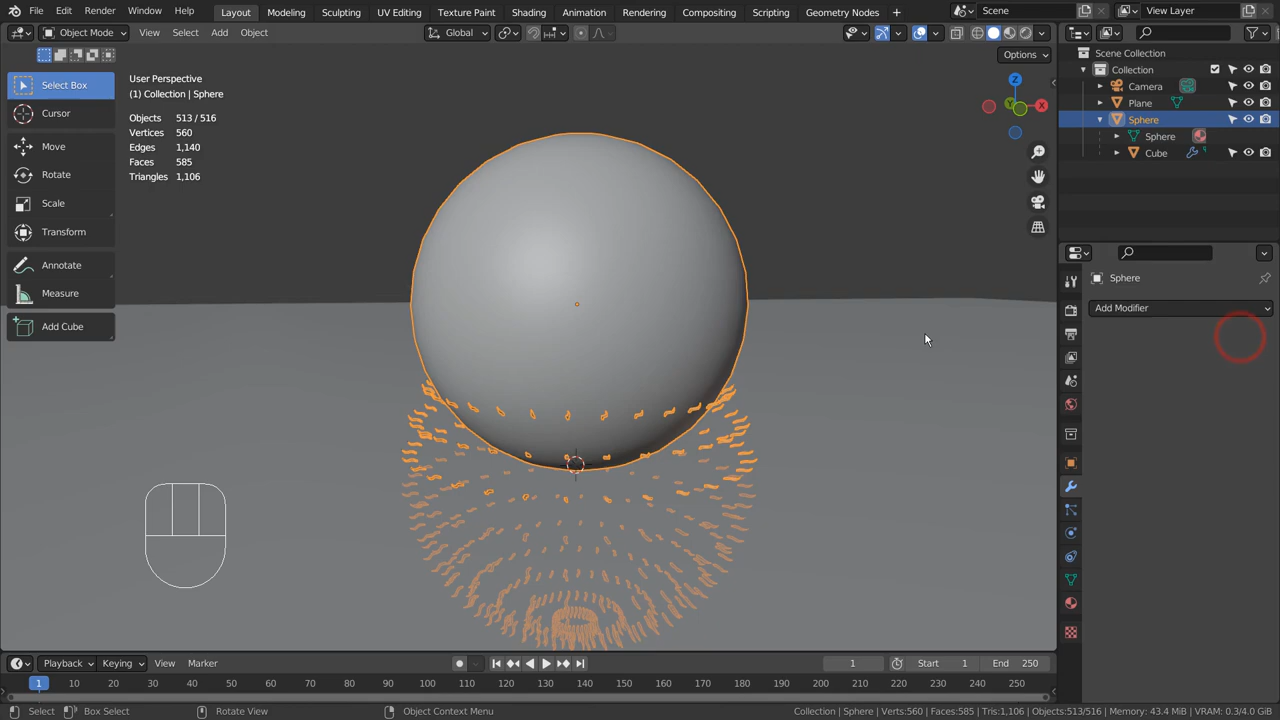 File Edit Render Window Help
Layout Modeling Sculpting UV Editing Texture Paint Shading Animation Rendering Compositing Scripting Geometry Nodes +
Scene
View Layer
Object Mode View Select Add Object
Global
Options
Select Box
Cursor
Move
Rotate
Scale
Transform
Annotate
Measure
Add Cube
User Perspective
(1) Collection | Sphere
Objects 513 / 516
Vertices 560
Edges 1,140
Faces 585
Triangles 1,106
Z
Y
X
Scene Collection
Collection
Camera
Plane
Sphere
Sphere
Cube
Sphere
Add Modifier
Playback Keying View Marker
1
Start 1
End 250
1 10 20 30 40 50 60 70 80 90 100 110 120 130 140 150 160 170 180 190 200 210 220 230 240 250
Select Box Select Rotate View Object Context Menu
Collection | Sphere | Verts:560 | Faces:585 | Tris:1,106 | Objects:513/516 | Memory: 43.4 MiB | VRAM: 0.3/4.0 GiB